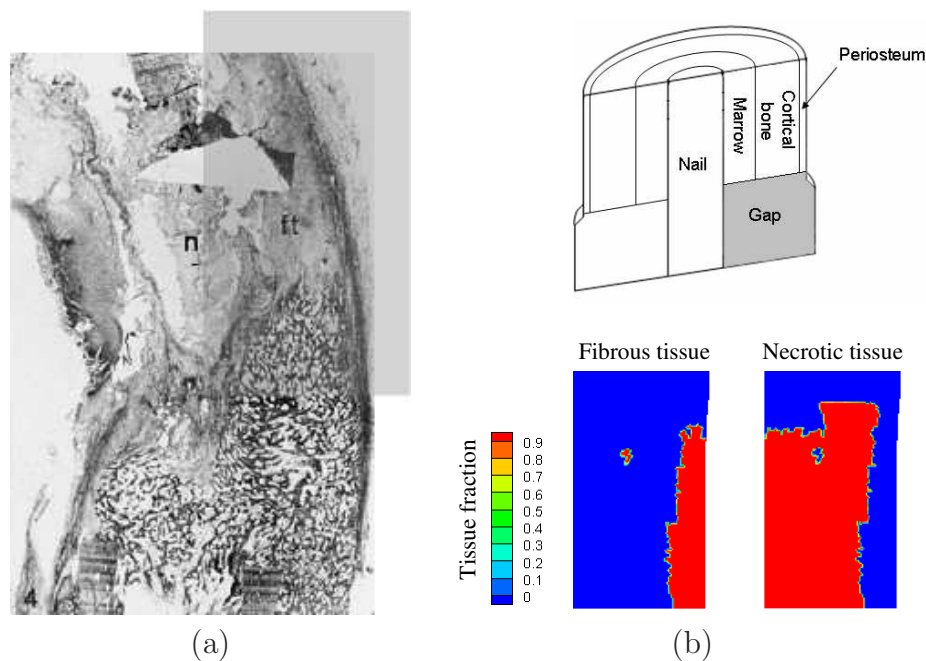 n
ft
n
4
(a)
Periosteum
Marrow
Cortical
bone
Nail
Gap
Fibrous tissue
Necrotic tissue
Tissue fraction
0.9
0.8
0.7
0.6
0.5
0.4
0.3
0.2
0.1
0
(b)